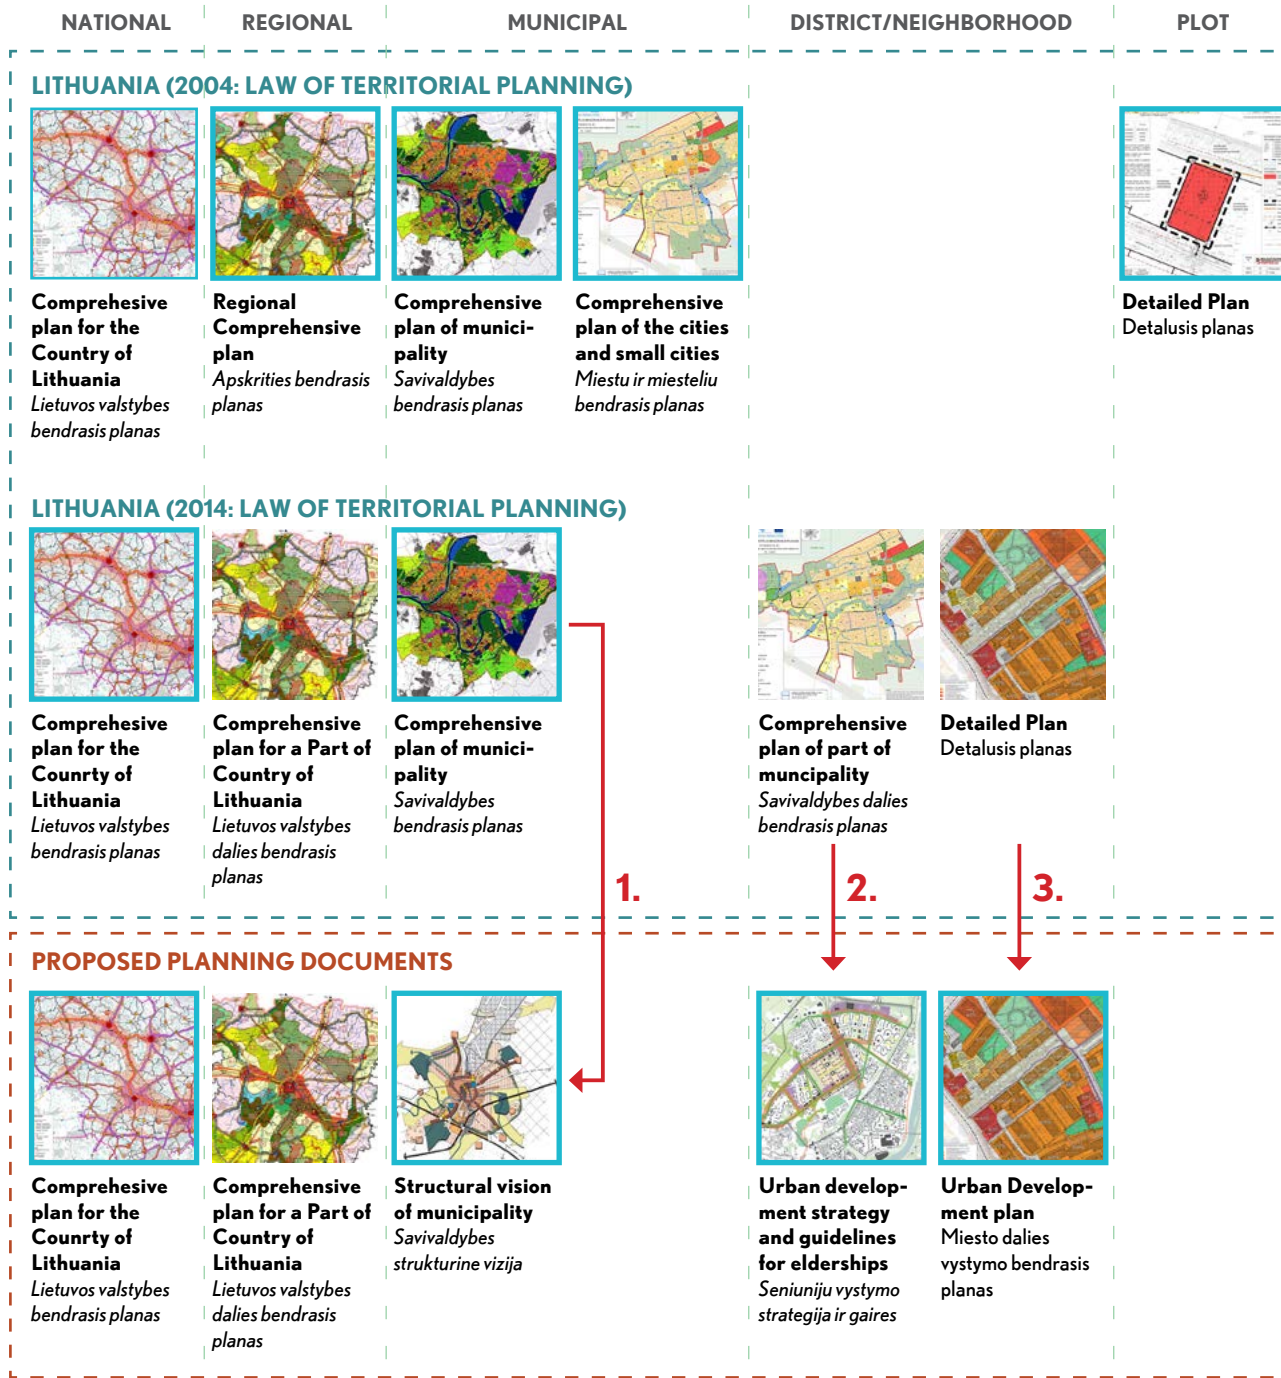 NATIONAL
REGIONAL
MUNICIPAL
DISTRICT/NEIGHBORHOOD
PLOT
LITHUANIA (2004: LAW OF TERRITORIAL PLANNING)
Comprehesive
plan for the
Country of
Lithuania
Lietuvos valstybes
bendrasis planas
Regional
Comprehensive
plan
Apskrities bendrasis
planas
Comprehensive
plan of munici-
pality
Savivaldybes
bendrasis planas
Comprehensive
plan of the cities
and small cities
Miestu ir miesteliu
bendrasis planas
Detailed Plan
Detalusis planas
LITHUANIA (2014: LAW OF TERRITORIAL PLANNING)
Comprehesive
plan for the
Counrty of
Lithuania
Lietuvos valstybes
bendrasis planas
Comprehensive
plan for a Part of
Country of
Lithuania
Lietuvos valstybes
dalies bendrasis
planas
Comprehensive
plan of munici-
pality
Savivaldybes
bendrasis planas
Comprehensive
plan of part of
muncipality
Savivaldybes dalies
bendrasis planas
Detailed Plan
Detalusis planas
1.
2.
3.
PROPOSED PLANNING DOCUMENTS
Comprehesive
plan for the
Counrty of
Lithuania
Lietuvos valstybes
bendrasis planas
Comprehensive
plan for a Part of
Country of
Lithuania
Lietuvos valstybes
dalies bendrasis
planas
Structural vision
of municipality
Savivaldybes
strukturine vizija
Urban develop-
ment strategy
and guidelines
for elderships
Seniuniju vystymo
strategija ir gaires
Urban Develop-
ment plan
Miesto dalies
vystymo bendrasis
planas